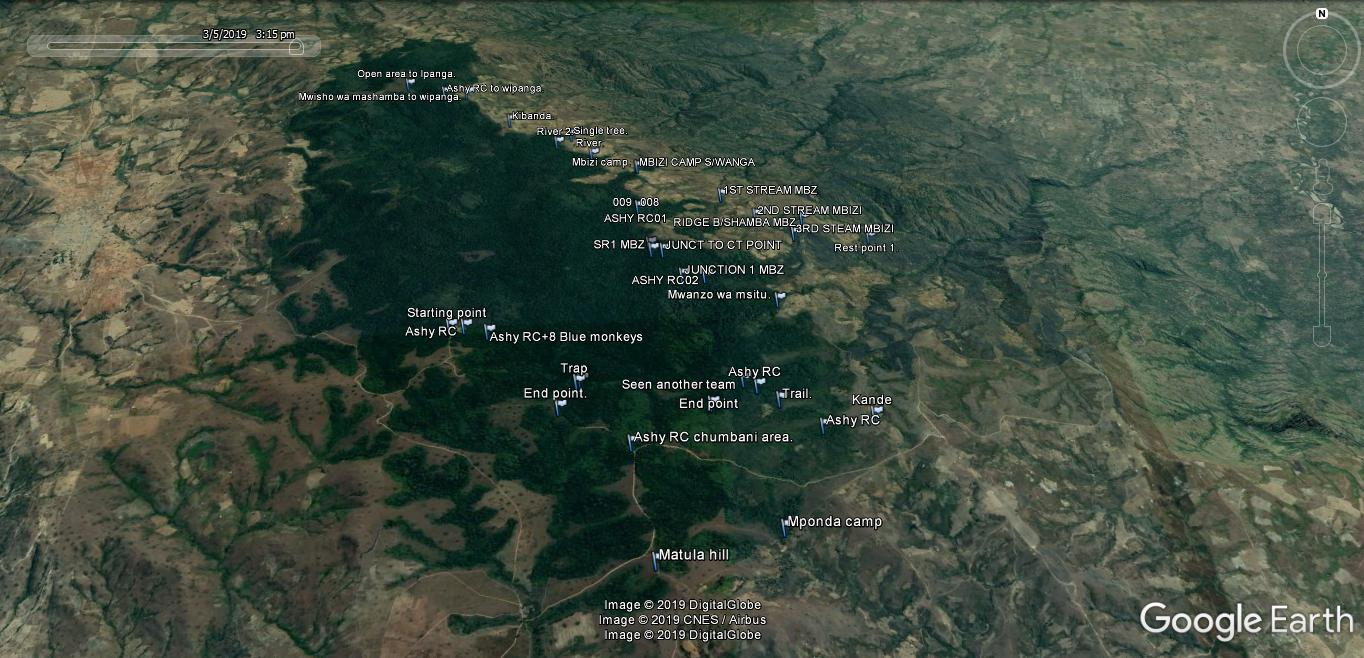 3/5/2019 3:15 pm
N
Open area to Ipanga.
Ashy RC to wipanga.
Mwisho wa mashamba to wipanga.
Kibanda
River 2
Single tree.
River
Mbizi camp
MBIZI CAMP S/WANGA
1ST STREAM MBZ
009
008
2ND STREAM MBIZI
ASHY RC01
RIDGE B/SHAMBA MBZ
3RD STEAM MBIZI
SR1 MBZ
JUNCT TO CT POINT
Rest point 1.
JUNCTION 1 MBZ
ASHY RC02
Mwanzo wa msitu.
Starting point
Ashy RC
Ashy RC+8 Blue monkeys
Trap
Ashy RC
Seen another team
End point.
Trail.
End point
Kande
Ashy RC
Ashy RC chumbani area.
Mponda camp
Matula hill
Image © 2019 DigitalGlobe
Image © 2019 CNES / Airbus
Image © 2019 DigitalGlobe
Google Earth